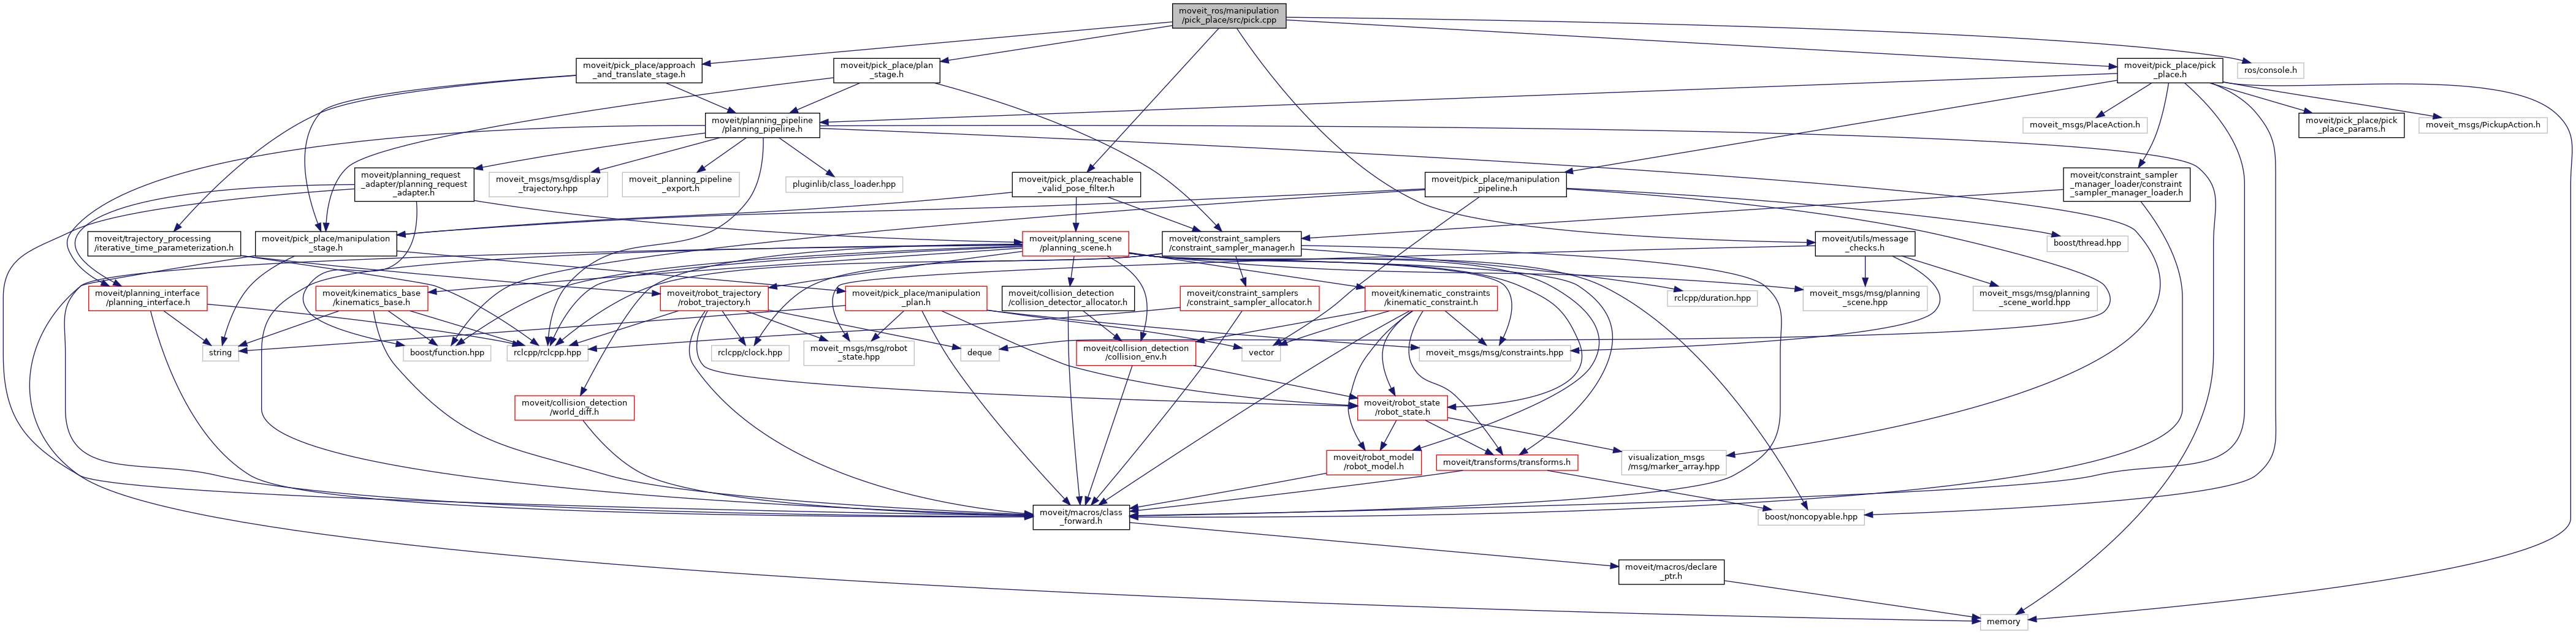 moveit_ros/manipulation
/pick_place/src/pick.cpp
moveit/pick_place/approach
_and_translate_stage.h
moveit/pick_place/plan
_stage.h
moveit/pick_place/pick
_place.h
ros/console.h
moveit/planning_pipeline
/planning_pipeline.h
moveit_msgs/PlaceAction.h
moveit/pick_place/pick
_place_params.h
moveit_msgs/PickupAction.h
moveit/planning_request
_adapter/planning_request
_adapter.h
moveit_msgs/msg/display
_trajectory.hpp
moveit_planning_pipeline
_export.h
pluginlib/class_loader.hpp
moveit/pick_place/reachable
_valid_pose_filter.h
moveit/pick_place/manipulation
_pipeline.h
moveit/constraint_sampler
_manager_loader/constraint
_sampler_manager_loader.h
moveit/trajectory_processing
/iterative_time_parameterization.h
moveit/pick_place/manipulation
_stage.h
moveit/planning_scene
/planning_scene.h
moveit/constraint_samplers
/constraint_sampler_manager.h
moveit/utils/message
_checks.h
boost/thread.hpp
moveit/planning_interface
/planning_interface.h
moveit/kinematics_base
/kinematics_base.h
moveit/robot_trajectory
/robot_trajectory.h
moveit/pick_place/manipulation
_plan.h
moveit/collision_detection
/collision_detector_allocator.h
moveit/constraint_samplers
/constraint_sampler_allocator.h
moveit/kinematic_constraints
/kinematic_constraint.h
rclcpp/duration.hpp
moveit_msgs/msg/planning
_scene.hpp
moveit_msgs/msg/planning
_scene_world.hpp
string
boost/function.hpp
rclcpp/rclcpp.hpp
rclcpp/clock.hpp
moveit_msgs/msg/robot
_state.hpp
deque
moveit/collision_detection
/collision_env.h
vector
moveit_msgs/msg/constraints.hpp
moveit/collision_detection
/world_diff.h
moveit/robot_state
/robot_state.h
moveit/robot_model
/robot_model.h
moveit/transforms/transforms.h
visualization_msgs
/msg/marker_array.hpp
moveit/macros/class
_forward.h
boost/noncopyable.hpp
moveit/macros/declare
_ptr.h
memory